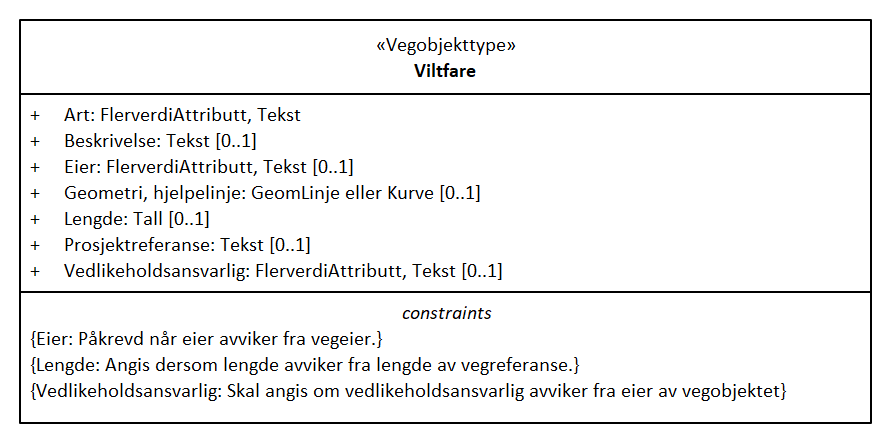 «Vegobjekttype»
Viltfare
+ Art: FlerverdiAttributt, Tekst
+ Beskrivelse: Tekst [0..1]
+ Eier: FlerverdiAttributt, Tekst [0..1]
+ Geometri, hjelpelinje: GeomLinje eller Kurve [0..1]
+ Lengde: Tall [0..1]
+ Prosjektreferanse: Tekst [0..1]
+ Vedlikeholdsansvarlig: FlerverdiAttributt, Tekst [0..1]
constraints
{Eier: Påkrevd når eier avviker fra vegeier.}
{Lengde: Angis dersom lengde avviker fra lengde av vegreferanse.}
{Vedlikeholdsansvarlig: Skal angis om vedlikeholdsansvarlig avviker fra eier av vegobjektet}